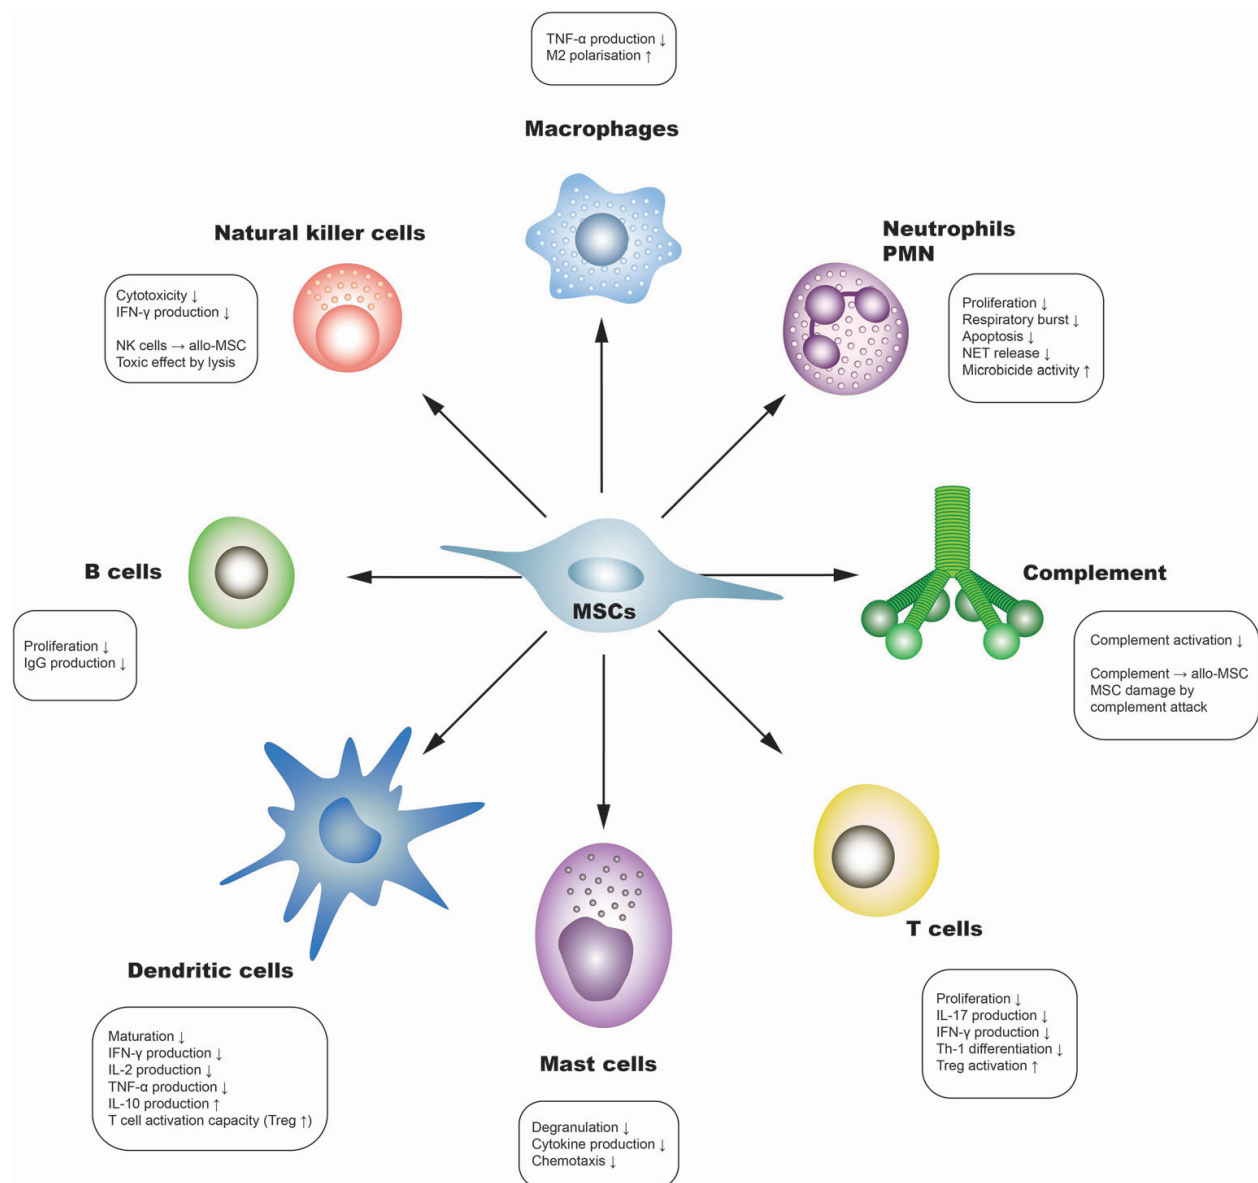 TNF-α production ↓
M2 polarisation ↑
Macrophages
Natural killer cells
Cytotoxicity ↓
IFN-γ production ↓
NK cells → allo-MSC
Toxic effect by lysis
Neutrophils
PMN
Proliferation ↓
Respiratory burst ↓
Apoptosis ↓
NET release ↓
Microbicide activity ↑
B cells
Proliferation ↓
IgG production ↓
MSCs
Complement
Complement activation ↓
Complement → allo-MSC
MSC damage by
complement attack
Dendritic cells
Maturation ↓
IFN-γ production ↓
IL-2 production ↓
TNF-α production ↓
IL-10 production ↑
T cell activation capacity (Treg ↑)
Mast cells
Degranulation ↓
Cytokine production ↓
Chemotaxis ↓
T cells
Proliferation ↓
IL-17 production ↓
IFN-γ production ↓
Th-1 differentiation ↓
Treg activation ↑